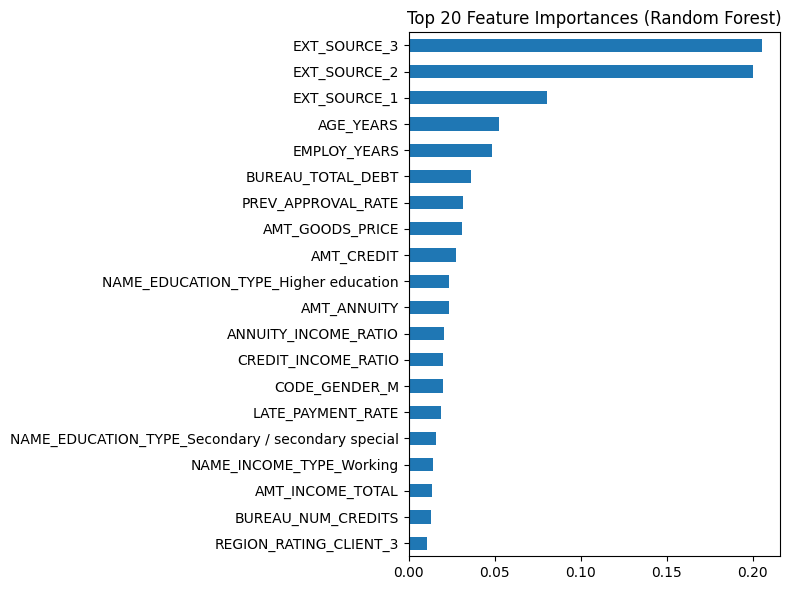 Top 20 Feature Importances (Random Forest)
EXT_SOURCE_3
EXT_SOURCE_2
EXT_SOURCE_1
AGE_YEARS
EMPLOY_YEARS
BUREAU_TOTAL_DEBT
PREV_APPROVAL_RATE
AMT_GOODS_PRICE
AMT_CREDIT
NAME_EDUCATION_TYPE_Higher education
AMT_ANNUITY
ANNUITY_INCOME_RATIO
CREDIT_INCOME_RATIO
CODE_GENDER_M
LATE_PAYMENT_RATE
NAME_EDUCATION_TYPE_Secondary / secondary special
NAME_INCOME_TYPE_Working
AMT_INCOME_TOTAL
BUREAU_NUM_CREDITS
REGION_RATING_CLIENT_3
0.00 0.05 0.10 0.15 0.20